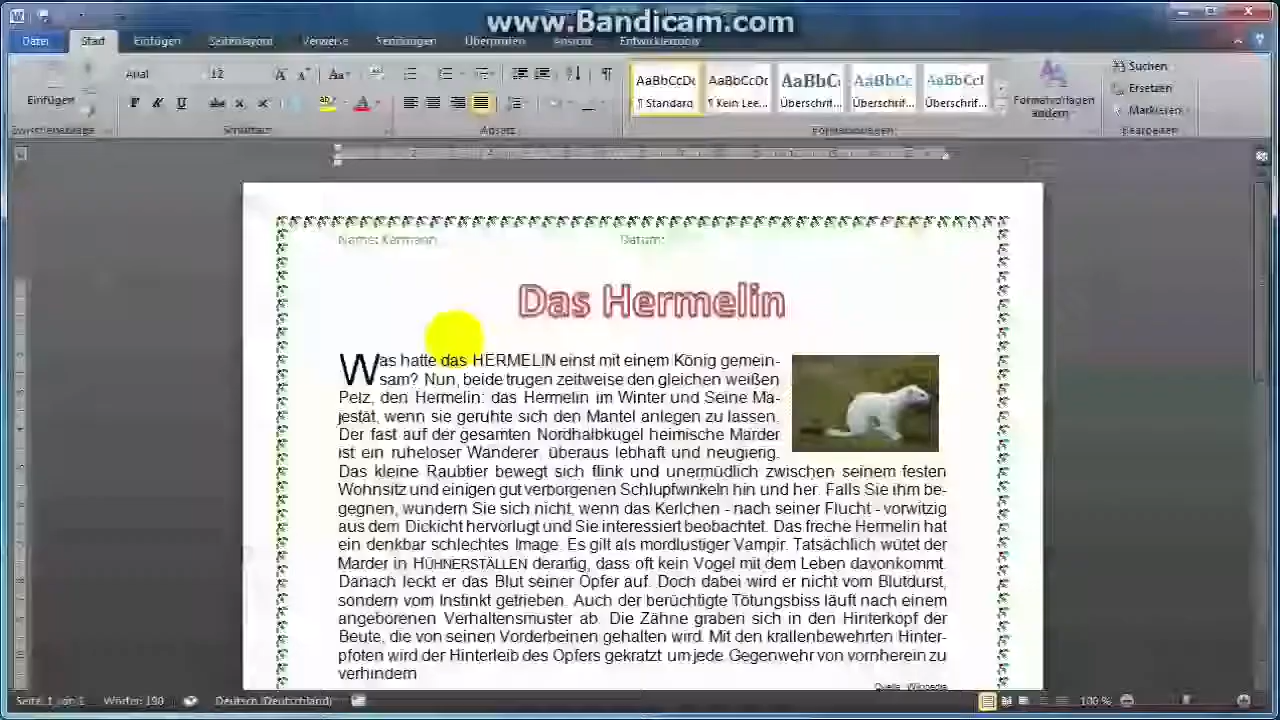 www.Bandicam.com
Datei Start Einfügen Seitenlayout Verweise Sendungen Überprüfen Ansicht Entwicklertools
Arial 12
Einfügen
AaBbCcDc AaBbCcDc AaBbC AaBbCc AaBbCcI
¶ Standard ¶ Kein Lee... Überschrif... Überschrif... Überschrif...
Formatvorlagen ändern
Suchen
Ersetzen
Markieren
Zwischenablage Schriftart Absatz Formatvorlagen Bearbeiten
Name: Datum:
Das Hermelin
Was hatte das HERMELIN einst mit einem König gemein-
sam? Nun, beide trugen zeitweise den gleichen weißen
Pelz, den Hermelin: das Hermelin im Winter und Seine Ma-
jestät, wenn sie geruhte sich den Mantel anlegen zu lassen.
Der fast auf der gesamten Nordhalbkugel heimische Marder
ist ein ruheloser Wanderer, überaus lebhaft und neugierig.
Das kleine Raubtier bewegt sich flink und unermüdlich zwischen seinem festen
Wohnsitz und einigen gut verborgenen Schlupfwinkeln hin und her. Falls Sie ihm be-
gegnen, wundern Sie sich nicht, wenn das Kerlchen - nach seiner Flucht - vorwitzig
aus dem Dickicht hervorlugt und Sie interessiert beobachtet. Das freche Hermelin hat
ein denkbar schlechtes Image. Es gilt als mordlustiger Vampir. Tatsächlich wütet der
Marder in HÜHNERSTÄLLEN derartig, dass oft kein Vogel mit dem Leben davonkommt.
Danach leckt er das Blut seiner Opfer auf. Doch dabei wird er nicht vom Blutdurst,
sondern vom Instinkt getrieben. Auch der berüchtigte Tötungsbiss läuft nach einem
angeborenen Verhaltensmuster ab. Die Zähne graben sich in den Hinterkopf der
Beute, die von seinen Vorderbeinen gehalten wird. Mit den krallenbewehrten Hinter-
pfoten wird der Hinterleib des Opfers gekratzt um jede Gegenwehr von vornherein zu
verhindern
Quelle: Wikipedia
Seite: 1 von 1 Wörter: 190 Deutsch (Deutschland) 100 %